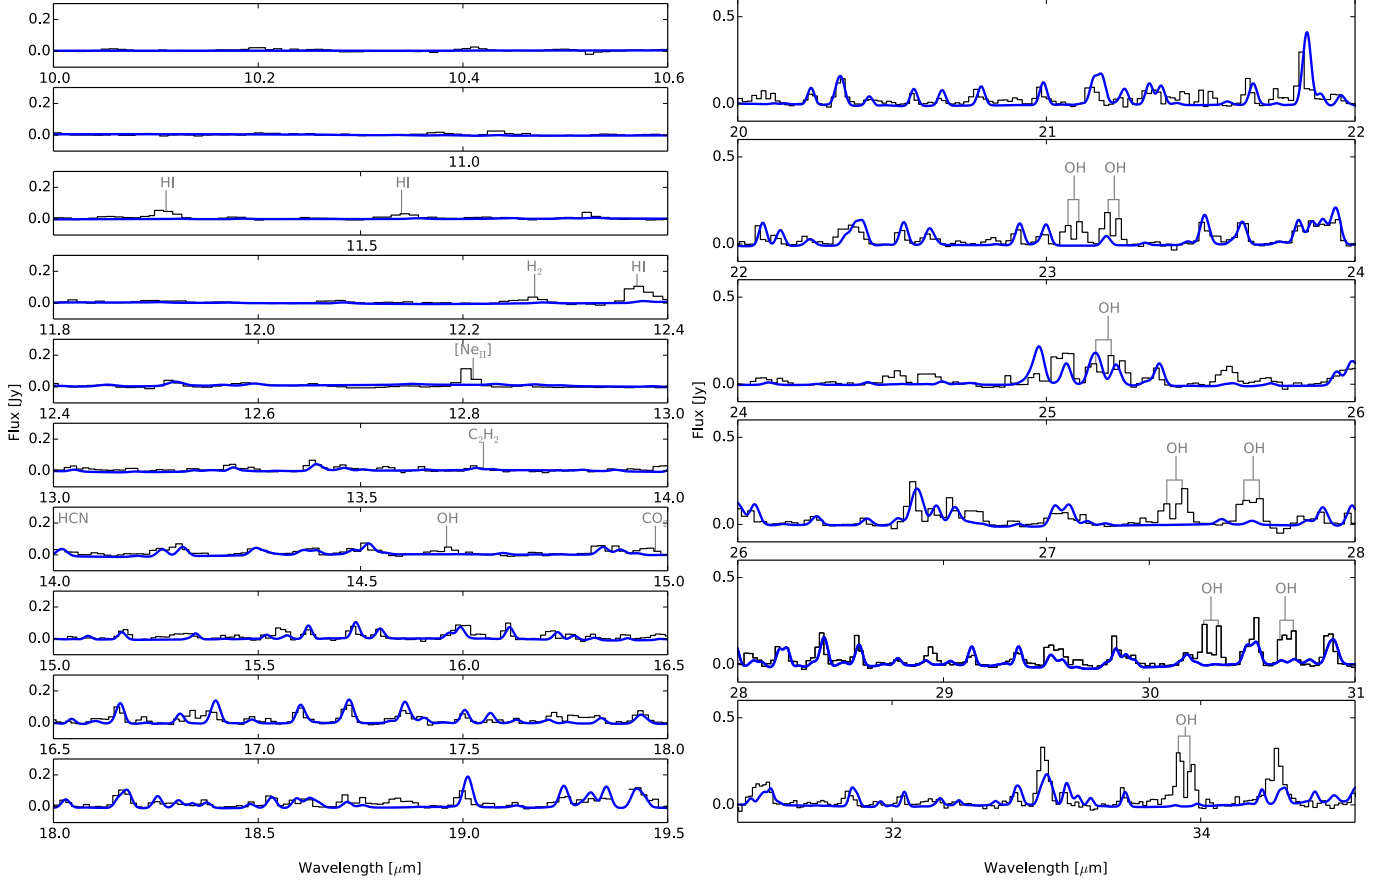 0.2
0.0
10.0 10.2 10.4 10.6
0.2
0.0
11.0
0.2
0.0
HI HI
11.5
0.2
0.0
H₂ HI
11.8 12.0 12.2 12.4
0.2
0.0
[NeII]
12.4 12.6 12.8 13.0
0.2
0.0
C₂H₂
13.0 13.5 14.0
0.2
0.0
HCN OH CO₂
14.0 14.5 15.0
0.2
0.0
15.0 15.5 16.0 16.5
0.2
0.0
16.5 17.0 17.5 18.0
0.2
0.0
18.0 18.5 19.0 19.5
Flux [Jy]
Wavelength [μm]
0.5
0.0
20 21 22
0.5
0.0
OH OH
22 23 24
0.5
0.0
OH
24 25 26
0.5
0.0
OH OH
26 27 28
0.5
0.0
OH OH
28 29 30 31
0.5
0.0
OH
32 34
Flux [Jy]
Wavelength [μm]